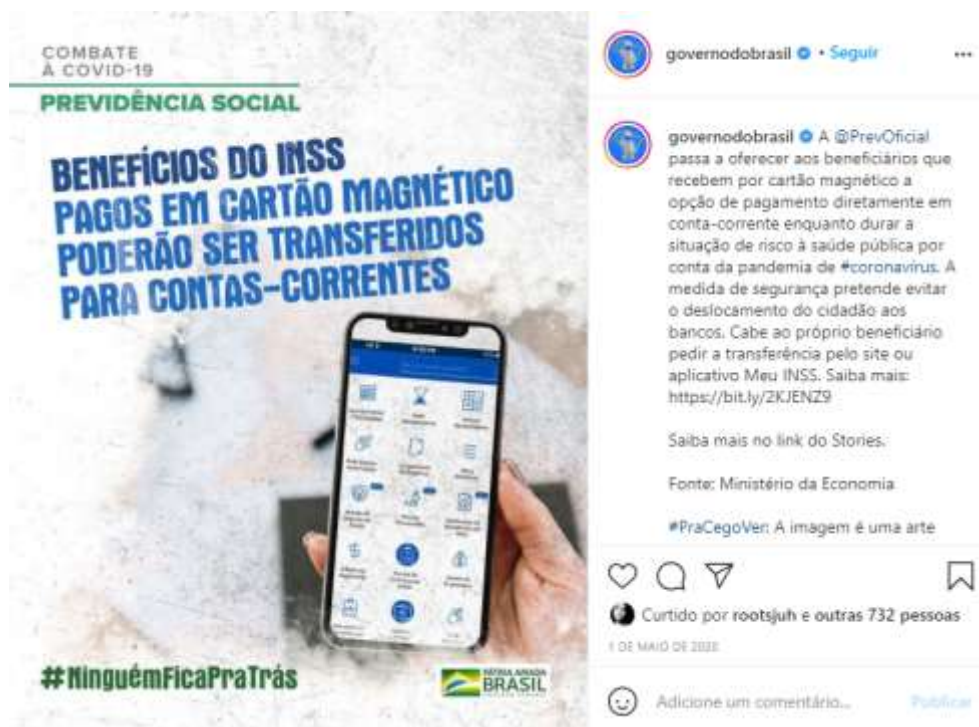 COMBATE
À COVID-19
PREVIDÊNCIA SOCIAL
BENEFÍCIOS DO INSS
PAGOS EM CARTÃO MAGNÉTICO
PODERÃO SER TRANSFERIDOS
PARA CONTAS-CORRENTES
#NinguémFicaPraTrás
PÁTRIA AMADA
BRASIL
governodobrasil • Seguir
governodobrasil A @PrevOficial
passa a oferecer aos beneficiários que
recebem por cartão magnético a
opção de pagamento diretamente em
conta-corrente enquanto durar a
situação de risco à saúde pública por
conta da pandemia de #coronavírus. A
medida de segurança pretende evitar
o deslocamento do cidadão aos
bancos. Cabe ao próprio beneficiário
pedir a transferência pelo site ou
aplicativo Meu INSS. Saiba mais:
https://bit.ly/2KJENZ9
Saiba mais no link do Stories.
Fonte: Ministério da Economia
#PraCegoVer: A imagem é uma arte
Curtido por rootsjuh e outras 732 pessoas
1 DE MAIO DE 2020
Adicione um comentário... Publicar